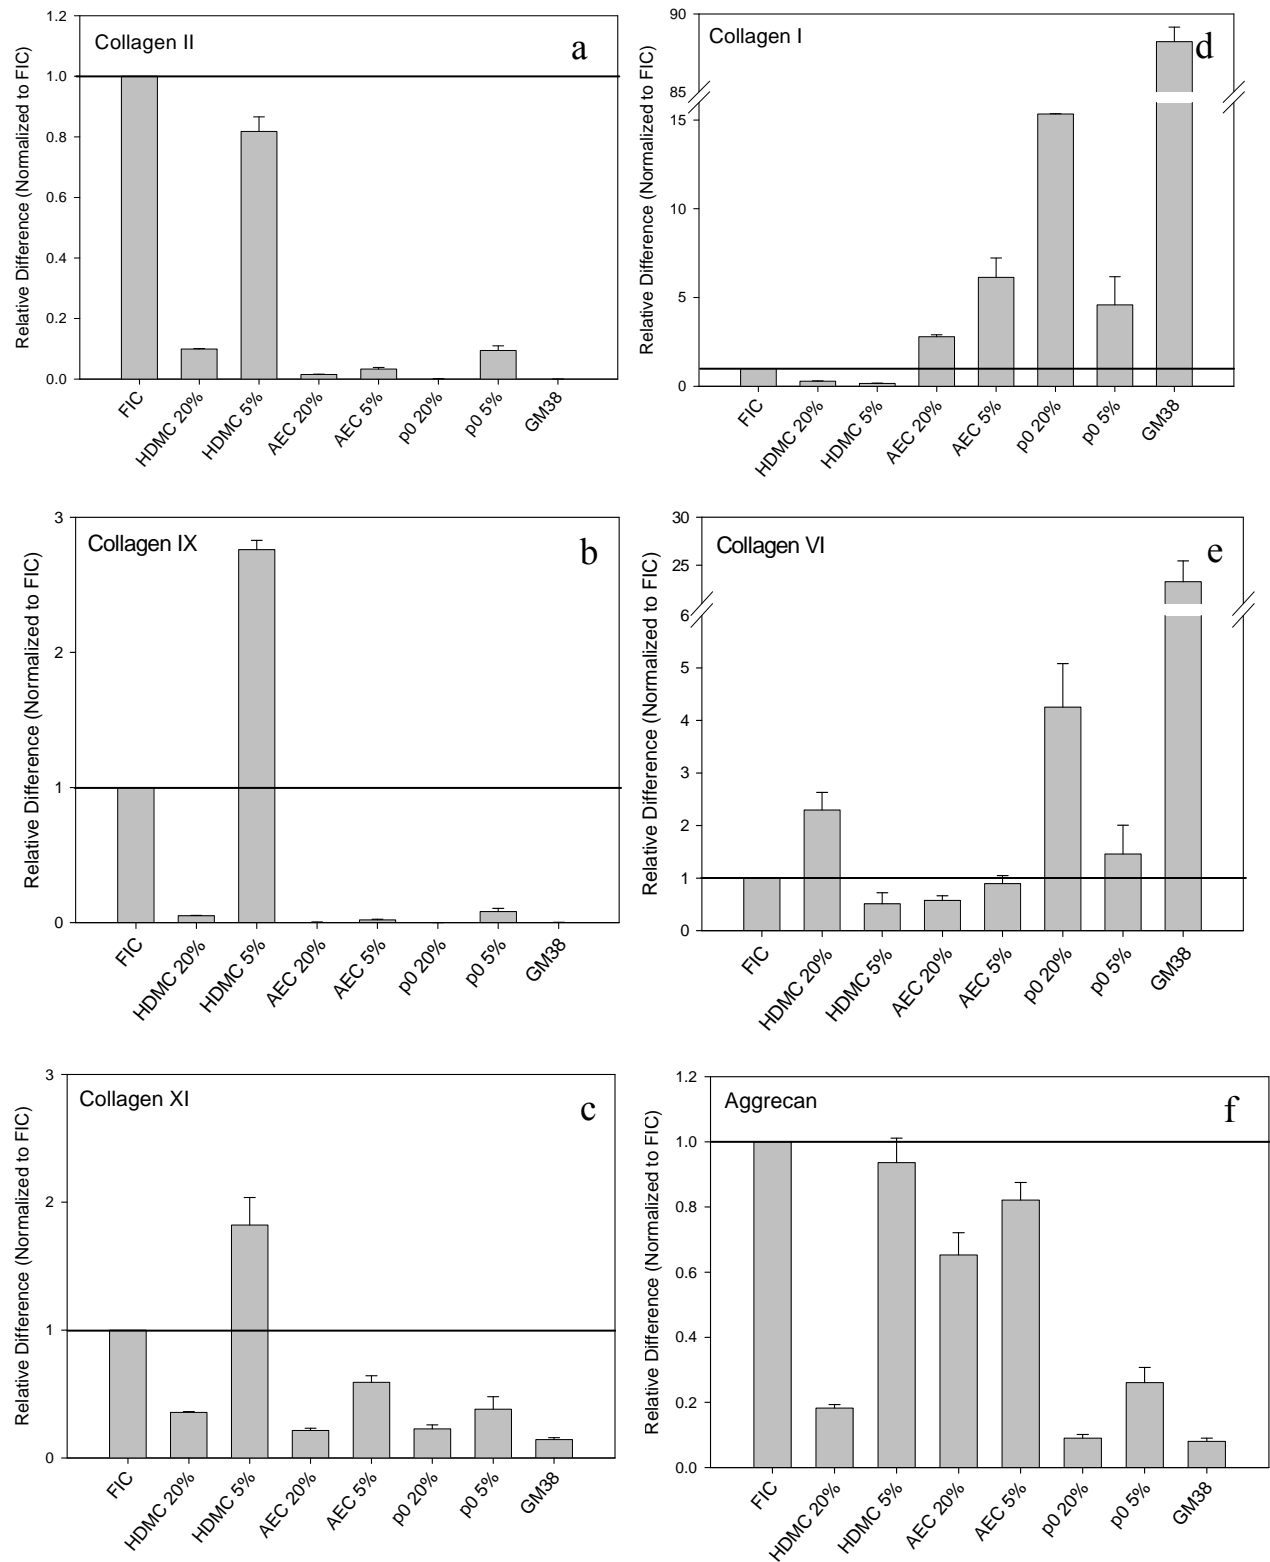 Collagen II
a
Relative Difference (Normalized to FIC)
1.2
1.0
0.8
0.6
0.4
0.2
0.0
FIC
HDMC 20%
HDMC 5%
AEC 20%
AEC 5%
p0 20%
p0 5%
GM38
Collagen I
d
Relative Difference (Normalized to FIC)
90
85
15
10
5
0
FIC
HDMC 20%
HDMC 5%
AEC 20%
AEC 5%
p0 20%
p0 5%
GM38
Collagen IX
b
Relative Difference (Normalized to FIC)
3
2
1
0
FIC
HDMC 20%
HDMC 5%
AEC 20%
AEC 5%
p0 20%
p0 5%
GM38
Collagen VI
e
Relative Difference (Normalized to FIC)
30
25
6
5
4
3
2
1
0
FIC
HDMC 20%
HDMC 5%
AEC 20%
AEC 5%
p0 20%
p0 5%
GM38
Collagen XI
c
Relative Difference (Normalized to FIC)
3
2
1
0
FIC
HDMC 20%
HDMC 5%
AEC 20%
AEC 5%
p0 20%
p0 5%
GM38
Aggrecan
f
Relative Difference (Normalized to FIC)
1.2
1.0
0.8
0.6
0.4
0.2
0.0
FIC
HDMC 20%
HDMC 5%
AEC 20%
AEC 5%
p0 20%
p0 5%
GM38